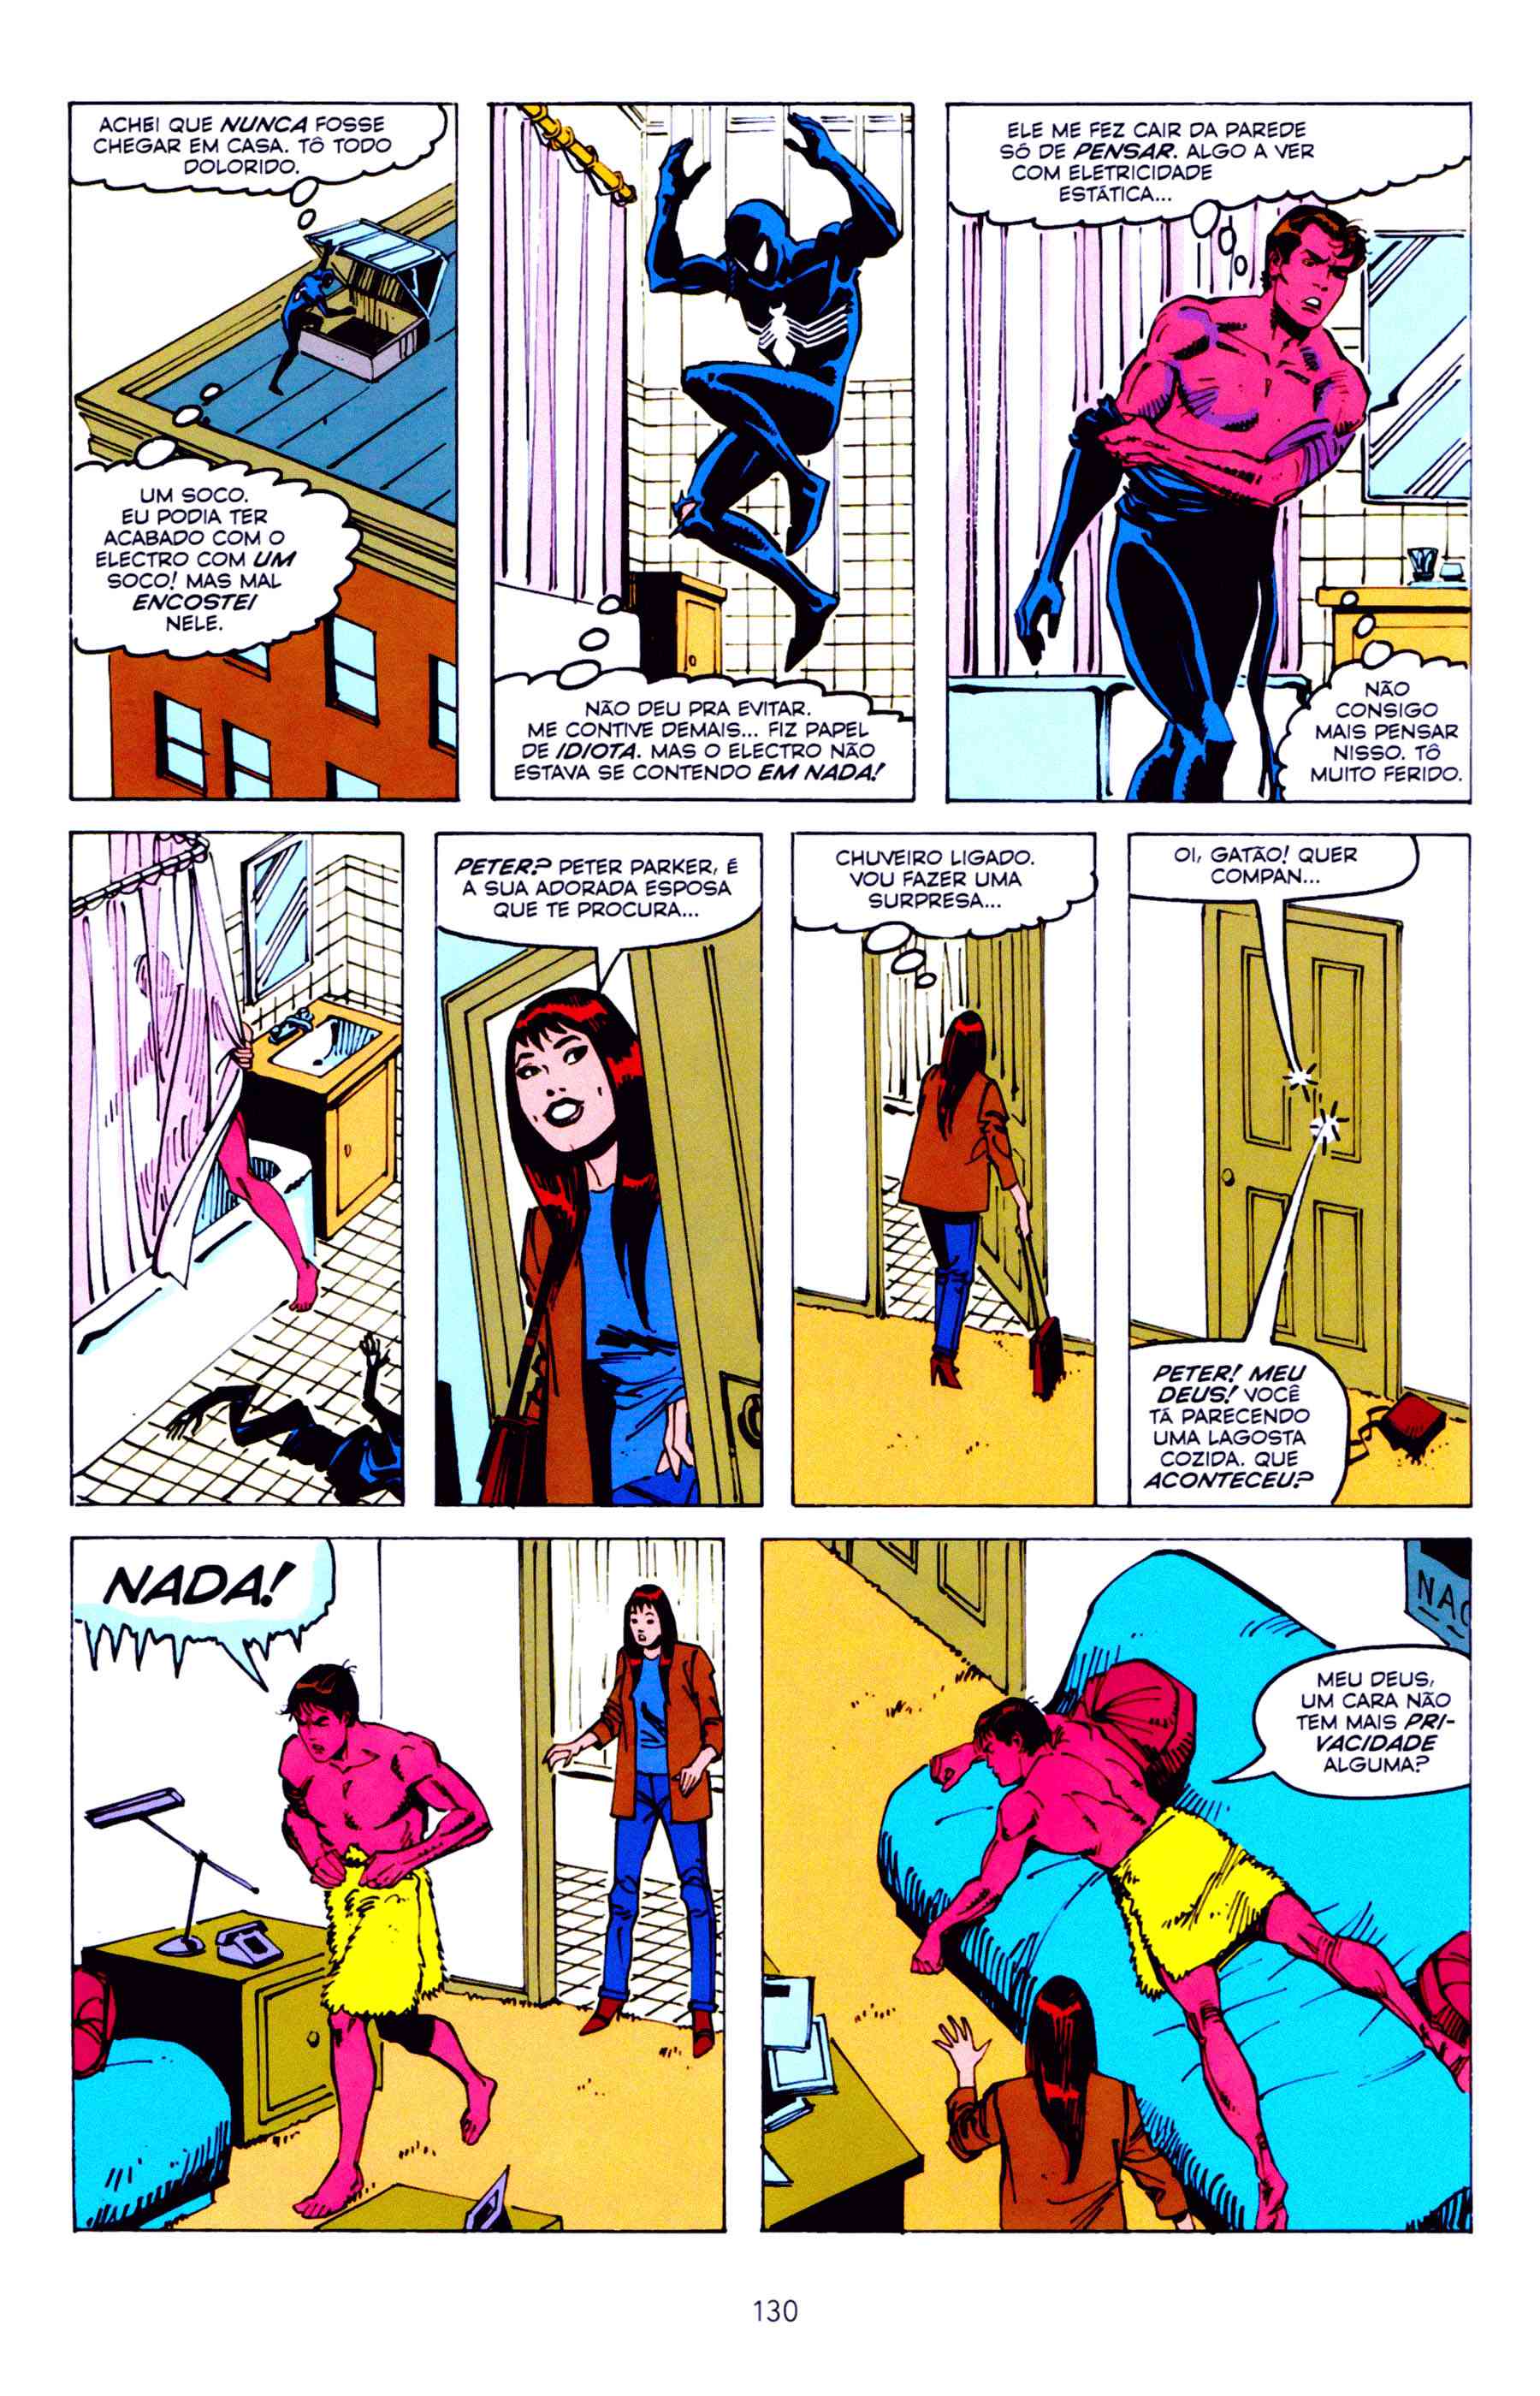 ACHEI QUE NUNCA FOSSE
CHEGAR EM CASA. TÔ TODO
DOLORIDO.
UM SOCO.
EU PODIA TER
ACABADO COM O
ELECTRO COM UM
SOCO! MAS MAL
ENCOSTEI
NELE.
NÃO DEU PRA EVITAR.
ME CONTIVE DEMAIS... FIZ PAPEL
DE IDIOTA. MAS O ELECTRO NÃO
ESTAVA SE CONTENDO EM NADA!
ELE ME FEZ CAIR DA PAREDE
SÓ DE PENSAR. ALGO A VER
COM ELETRICIDADE
ESTÁTICA...
NÃO
CONSIGO
MAIS PENSAR
NISSO. TÔ
MUITO FERIDO.
PETER? PETER PARKER, É
A SUA ADORADA ESPOSA
QUE TE PROCURA...
CHUVEIRO LIGADO.
VOU FAZER UMA
SURPRESA...
OI, GATÃO! QUER
COMPAN...
PETER! MEU
DEUS! VOCÊ
TÁ PARECENDO
UMA LAGOSTA
COZIDA. QUE
ACONTECEU?
NADA!
NAC
MEU DEUS,
UM CARA NÃO
TEM MAIS PRI-
VACIDADE
ALGUMA?
130